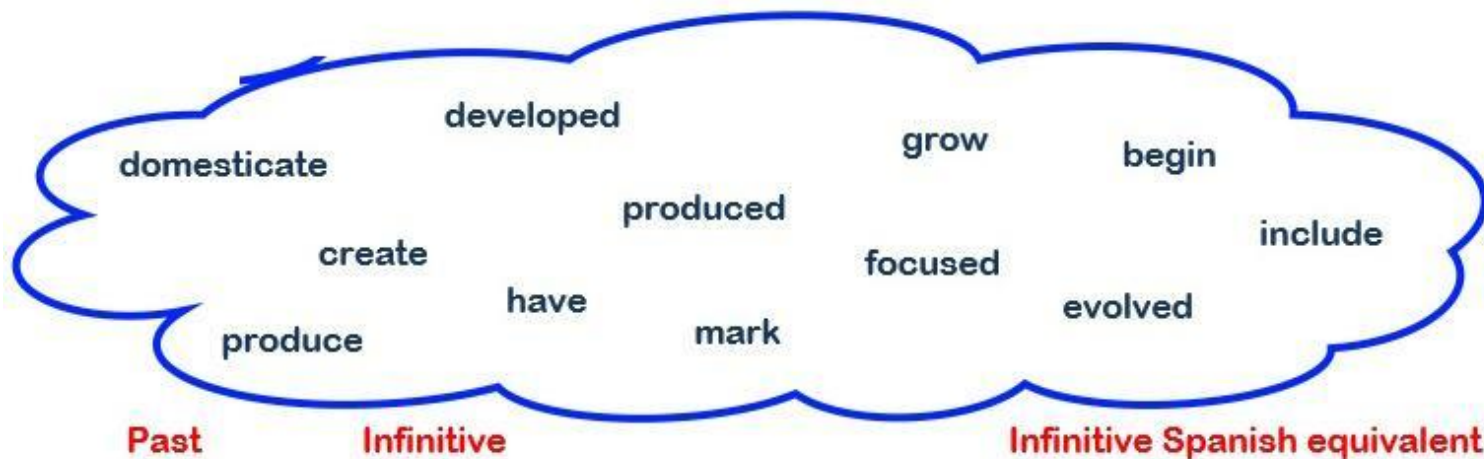 developed
grow
begin
domesticate
produced
include
create
focused
have
evolved
mark
produce
Past Infinitive Infinitive Spanish equivalent